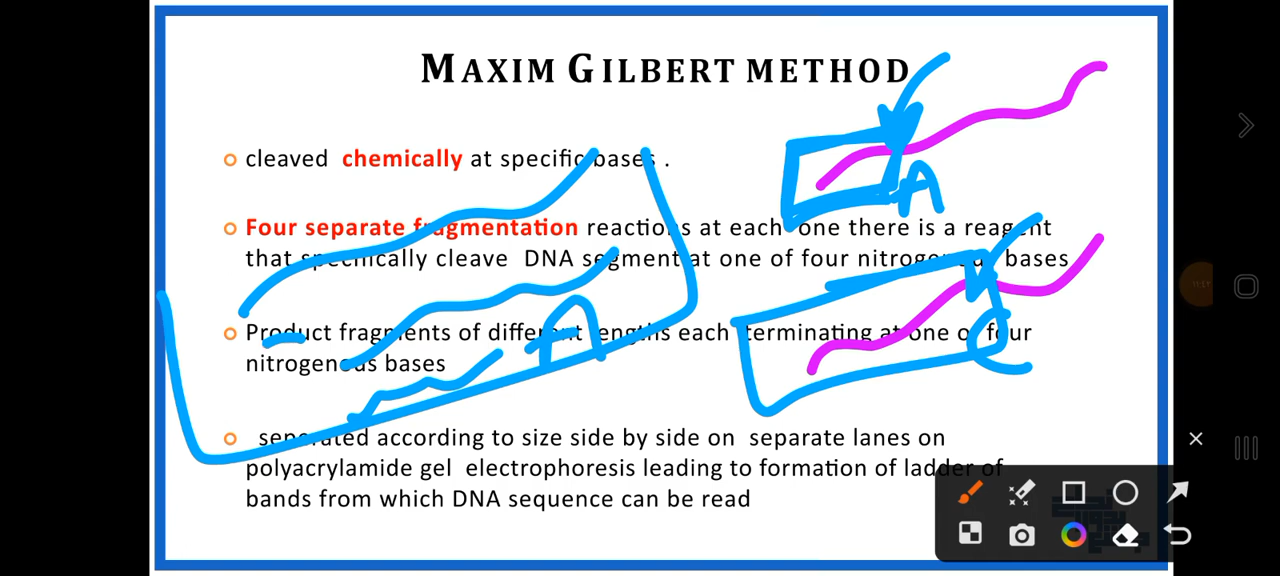 MAXIM GILBERT METHOD
cleaved chemically at specific bases .
A
Four separate fragmentation reactions at each one there is a reagent
that specifically cleave DNA segment at one of four nitrogenous bases
Product fragments of different lengths each terminating at one of four
nitrogenous bases
A
C
seperated according to size side by side on separate lanes on
polyacrylamide gel electrophoresis leading to formation of ladder of
bands from which DNA sequence can be read